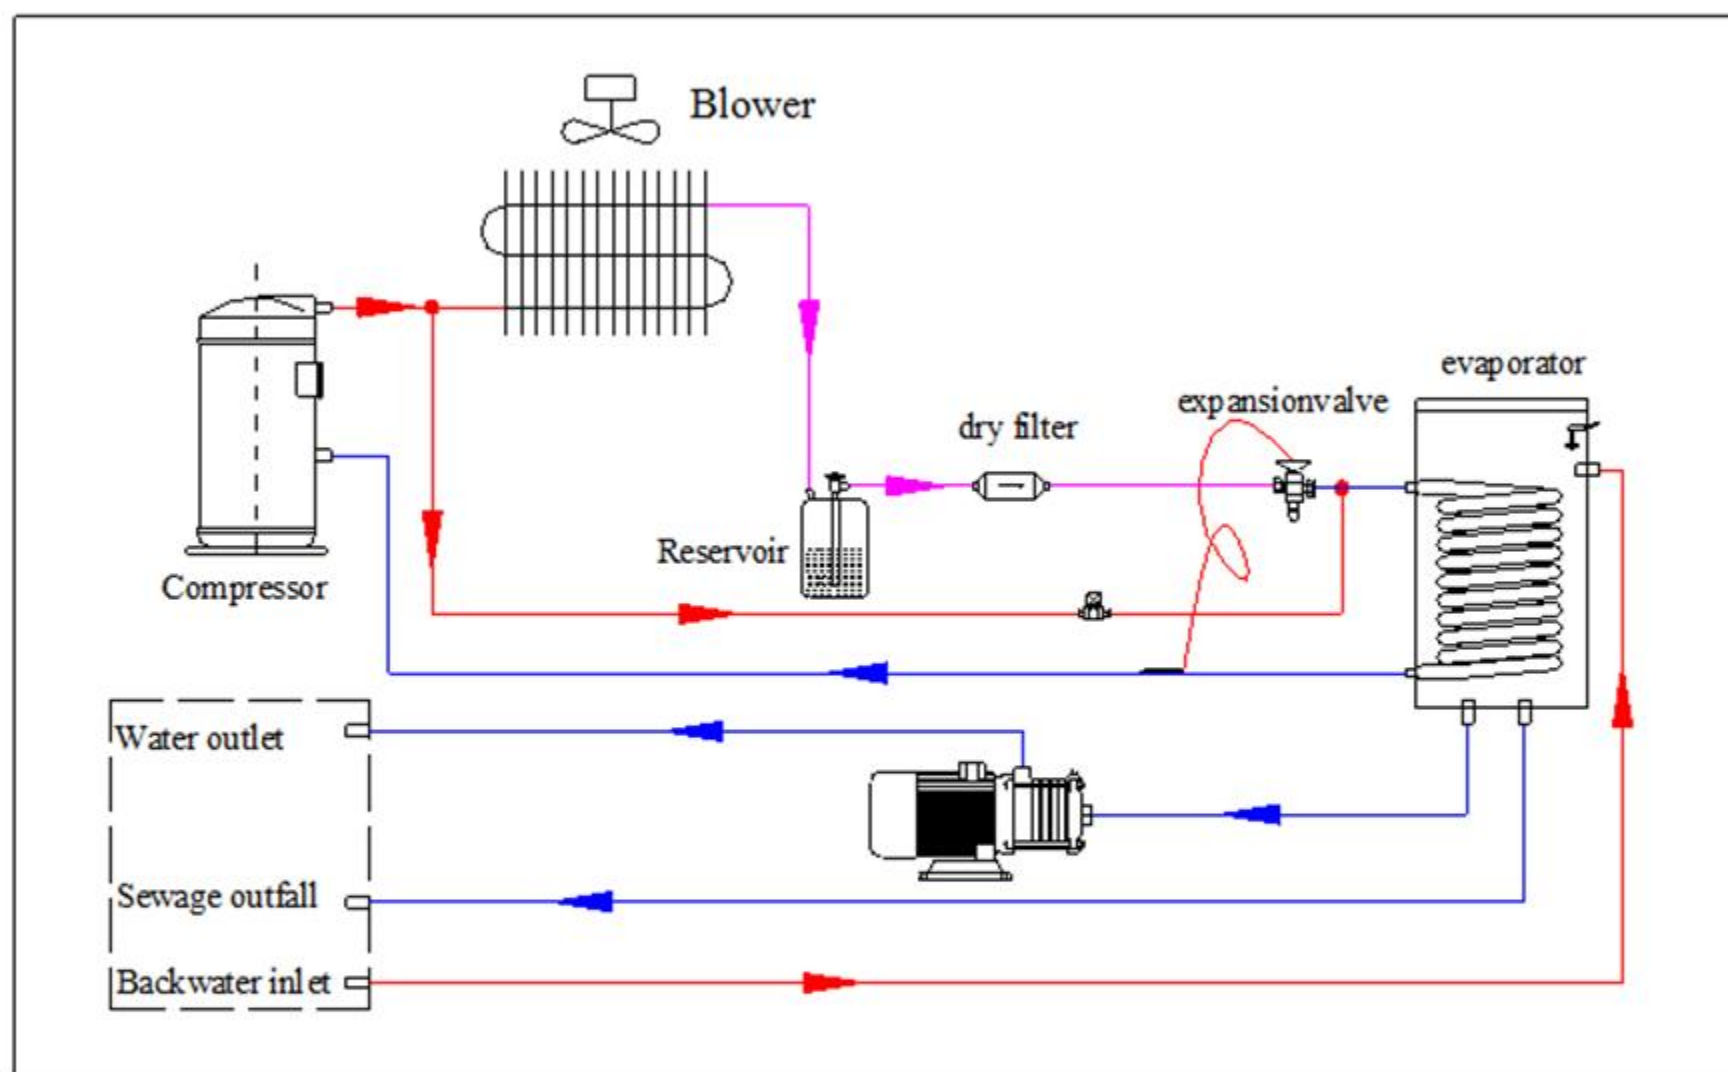 Blower
evaporator
expansionvalve
dry filter
Reservoir
Compressor
Water outlet
Sewage outfall
Backwater inlet